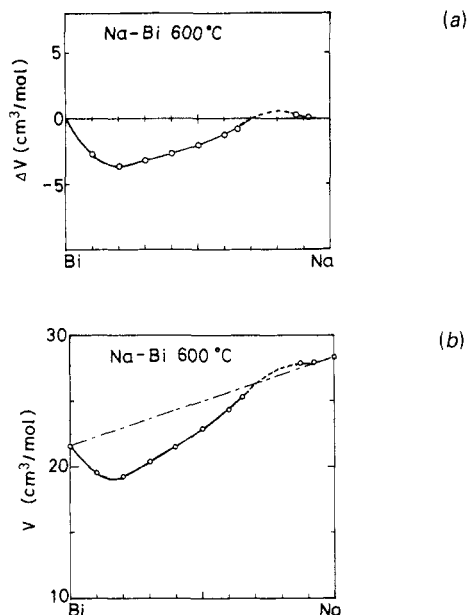 (a)
Na-Bi 600°C
5
0
-5
ΔV (cm³/mol)
Bi
Na
(b)
Na-Bi 600°C
30
20
10
V (cm³/mol)
Bi
Na